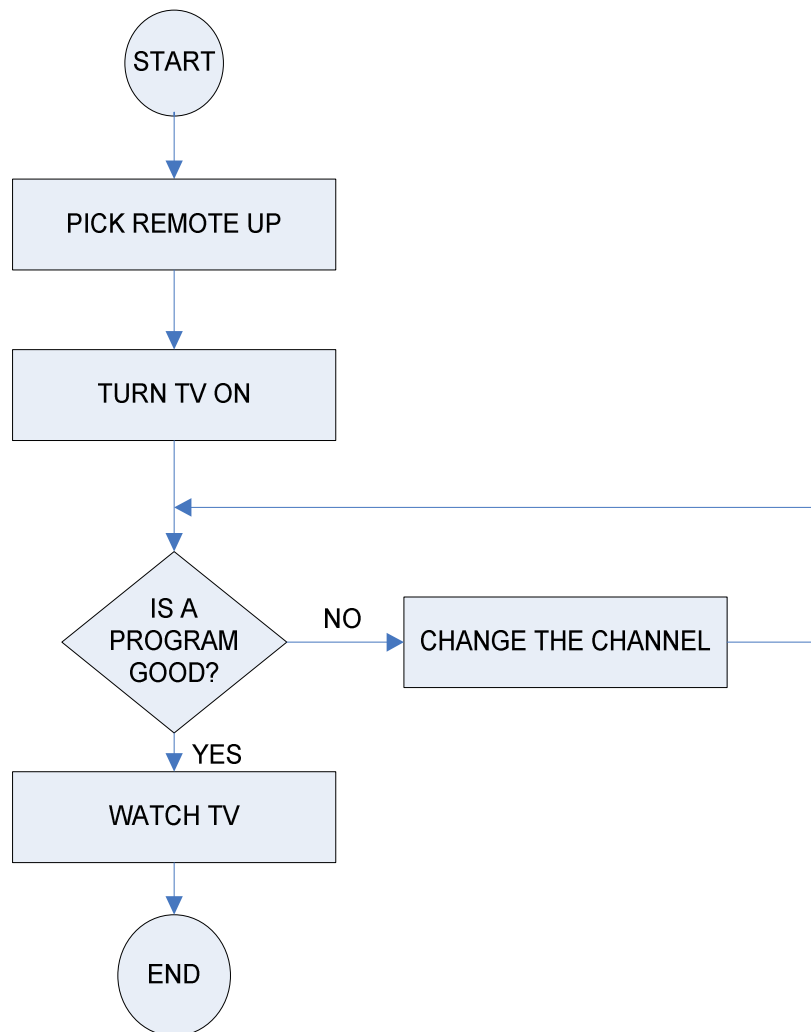 START
PICK REMOTE UP
TURN TV ON
IS A
PROGRAM
GOOD?
NO
CHANGE THE CHANNEL
YES
WATCH TV
END